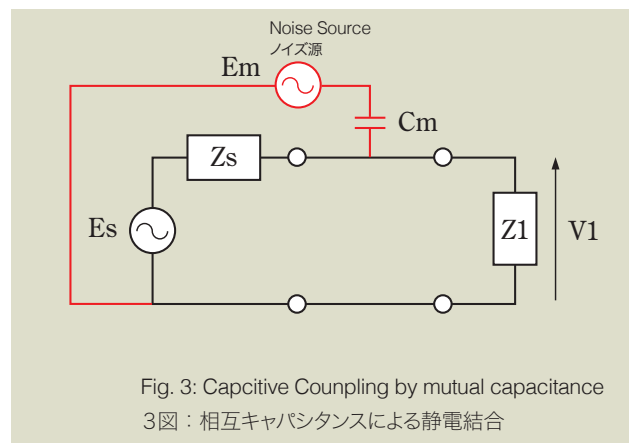 Noise Source
ノイズ源
Em
Cm
Zs
Es
Z1
V1
Fig. 3: Capcitive Counpling by mutual capacitance
3図：相互キャパシタンスによる静電結合